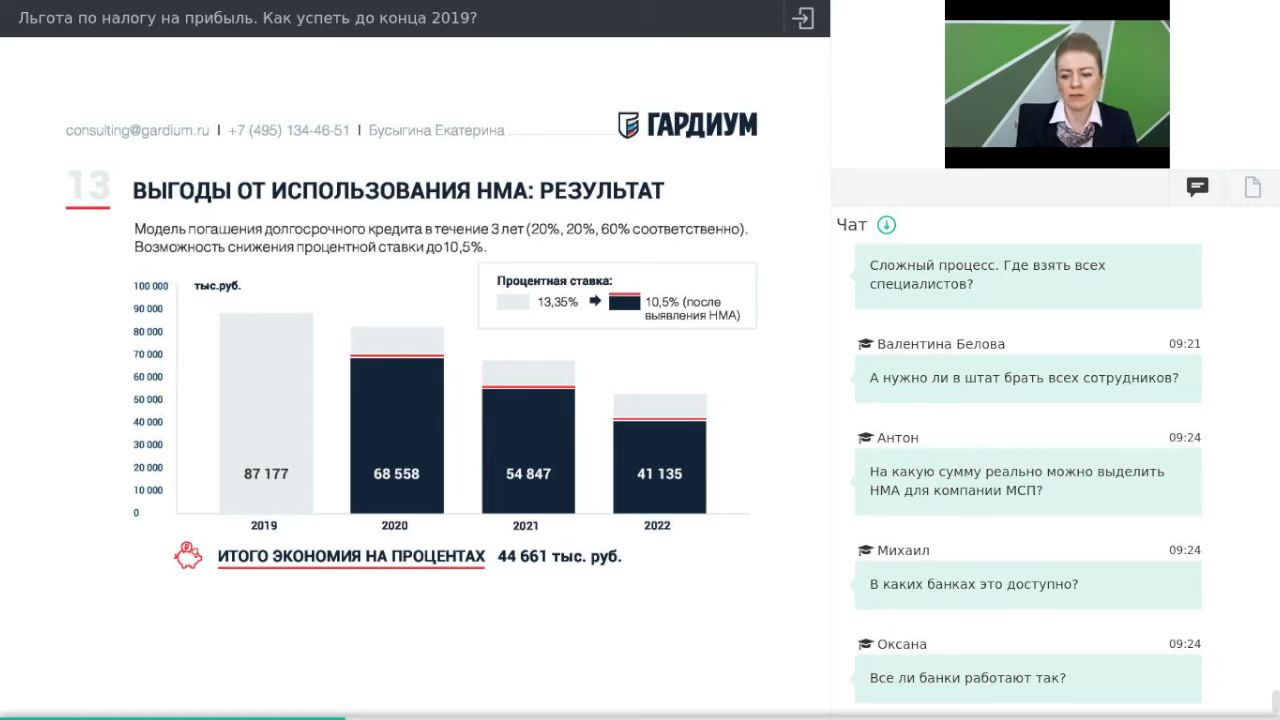 Льгота по налогу на прибыль. Как успеть до конца 2019?
consulting@gardium.ru | +7 (495) 134-46-51 | Бусыгина Екатерина
ГАРДИУМ
13
ВЫГОДЫ ОТ ИСПОЛЬЗОВАНИЯ НМА: РЕЗУЛЬТАТ
Модель погашения долгосрочного кредита в течение 3 лет (20%, 20%, 60% соответственно).
Возможность снижения процентной ставки до10,5%.
тыс.руб.
Процентная ставка:
13,35%
10,5% (после
выявления НМА)
100 000
90 000
80 000
70 000
60 000
50 000
40 000
30 000
20 000
10 000
0
87 177
68 558
54 847
41 135
2019
2020
2021
2022
ИТОГО ЭКОНОМИЯ НА ПРОЦЕНТАХ 44 661 тыс. руб.
Чат
Сложный процесс. Где взять всех
специалистов?
Валентина Белова 09:21
А нужно ли в штат брать всех сотрудников?
Антон 09:24
На какую сумму реально можно выделить
НМА для компании МСП?
Михаил 09:24
В каких банках это доступно?
Оксана 09:24
Все ли банки работают так?